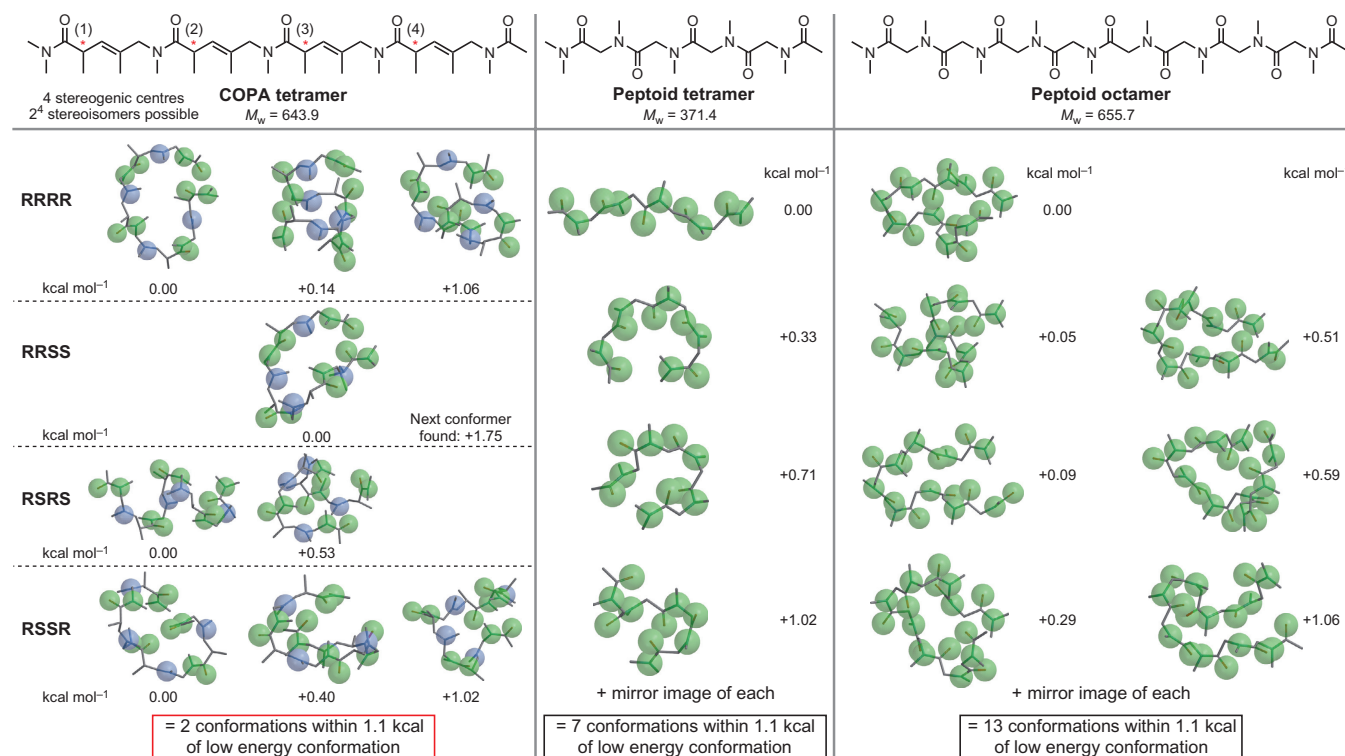 O (1) O (2) O (3) O (4) O
* * * *
N N N N N
4 stereogenic centres
2⁴ stereoisomers possible
COPA tetramer
Mw = 643.9
O N O N O
N O N O N
Peptoid tetramer
Mw = 371.4
O N O N O N O N O
N O N O N O N O N
Peptoid octamer
Mw = 655.7
RRRR
kcal mol⁻¹ 0.00 +0.14 +1.06
RRSS
kcal mol⁻¹ 0.00
Next conformer
found: +1.75
RSRS
kcal mol⁻¹ 0.00 +0.53
RSSR
kcal mol⁻¹ 0.00 +0.40 +1.02
= 2 conformations within 1.1 kcal
of low energy conformation
kcal mol⁻¹
0.00
+0.33
+0.71
+1.02
+ mirror image of each
= 7 conformations within 1.1 kcal
of low energy conformation
kcal mol⁻¹
0.00
+0.05
+0.09
+0.29
kcal mol⁻
+0.51
+0.59
+1.06
+ mirror image of each
= 13 conformations within 1.1 kcal
of low energy conformation